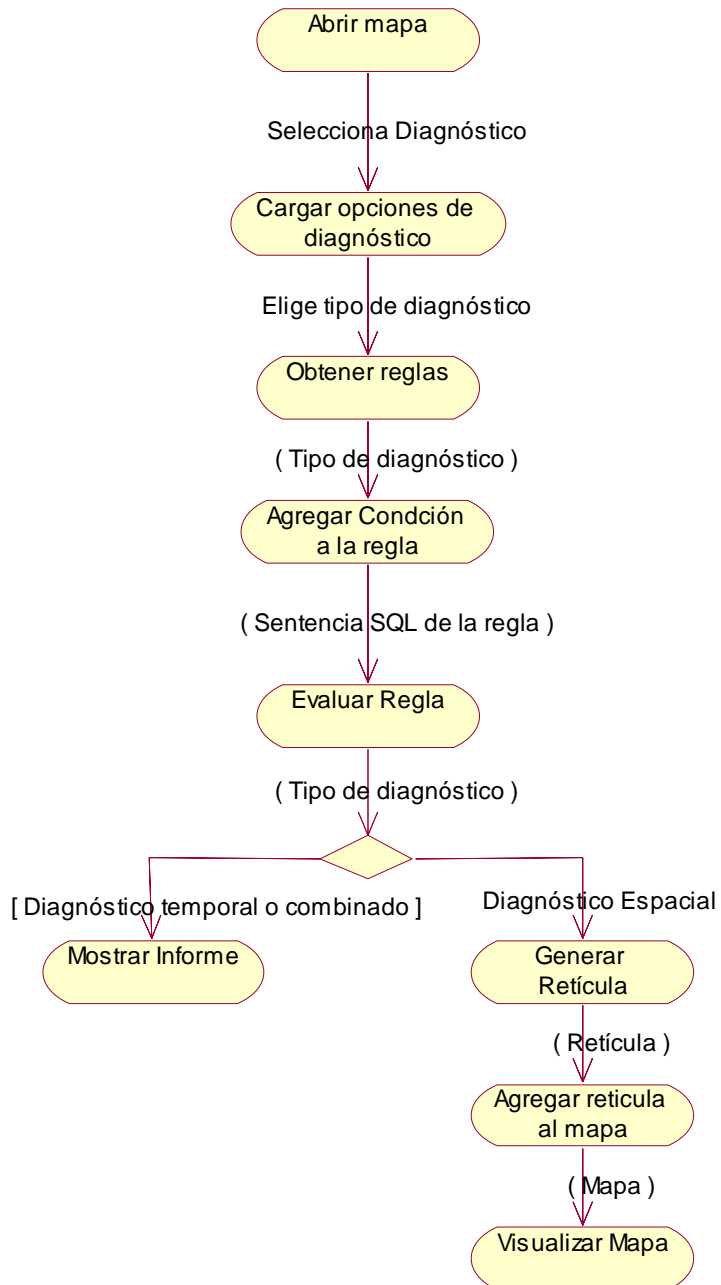 Abrir mapa
Selecciona Diagnóstico
Cargar opciones de
diagnóstico
Elige tipo de diagnóstico
Obtener reglas
( Tipo de diagnóstico )
Agregar Condción
a la regla
( Sentencia SQL de la regla )
Evaluar Regla
( Tipo de diagnóstico )
[ Diagnóstico temporal o combinado ]
Diagnóstico Espacial
Mostrar Informe
Generar
Retícula
( Retícula )
Agregar reticula
al mapa
( Mapa )
Visualizar Mapa